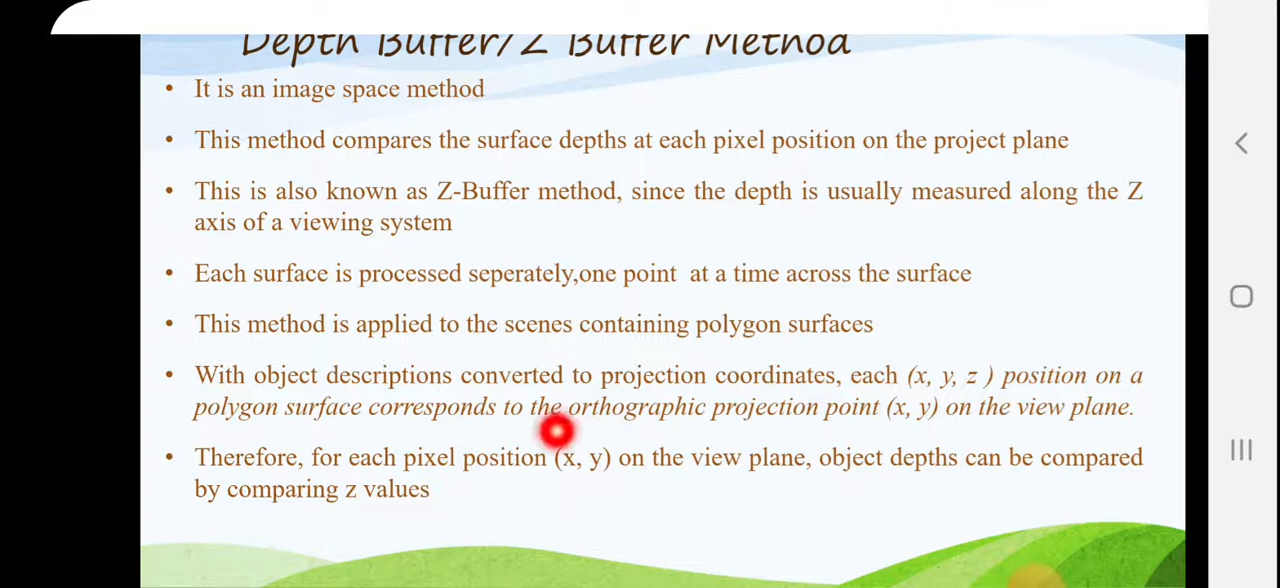 Depth Buffer/Z Buffer Method
• It is an image space method
• This method compares the surface depths at each pixel position on the project plane
• This is also known as Z-Buffer method, since the depth is usually measured along the Z
axis of a viewing system
• Each surface is processed seperately,one point at a time across the surface
• This method is applied to the scenes containing polygon surfaces
• With object descriptions converted to projection coordinates, each (x, y, z ) position on a
polygon surface corresponds to the orthographic projection point (x, y) on the view plane.
• Therefore, for each pixel position (x, y) on the view plane, object depths can be compared
by comparing z values